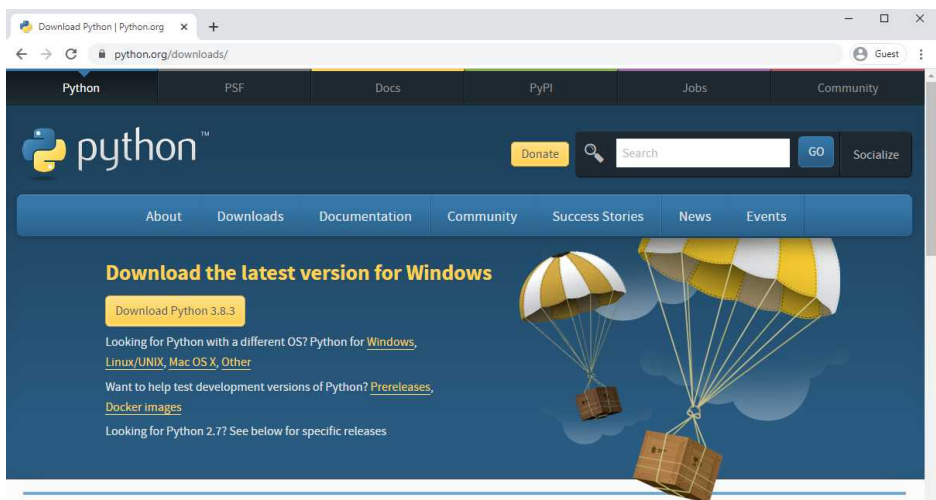 Download Python | Python.org
python.org/downloads/
Guest
Python PSF Docs PyPI Jobs Community
python™
Donate Search GO Socialize
About Downloads Documentation Community Success Stories News Events
Download the latest version for Windows
Download Python 3.8.3
Looking for Python with a different OS? Python for Windows,
Linux/UNIX, Mac OS X, Other
Want to help test development versions of Python? Prereleases,
Docker images
Looking for Python 2.7? See below for specific releases